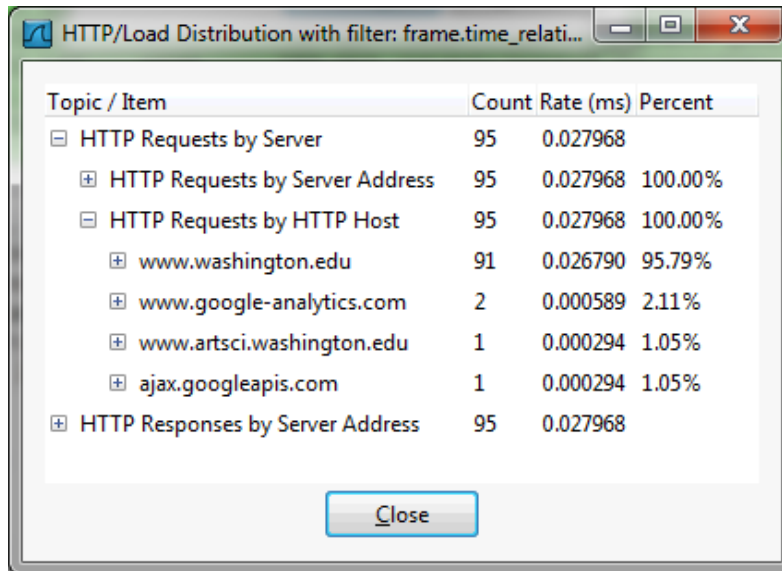 HTTP/Load Distribution with filter: frame.time_relati...
Topic / Item Count Rate (ms) Percent
HTTP Requests by Server 95 0.027968
HTTP Requests by Server Address 95 0.027968 100.00%
HTTP Requests by HTTP Host 95 0.027968 100.00%
www.washington.edu 91 0.026790 95.79%
www.google-analytics.com 2 0.000589 2.11%
www.artsci.washington.edu 1 0.000294 1.05%
ajax.googleapis.com 1 0.000294 1.05%
HTTP Responses by Server Address 95 0.027968
Close